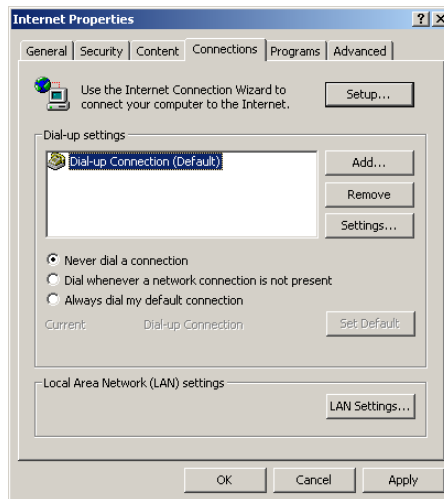 Internet Properties
General Security Content Connections Programs Advanced
Use the Internet Connection Wizard to
connect your computer to the Internet.
Setup...
Dial-up settings
Dial-up Connection (Default)
Add...
Remove
Settings...
Never dial a connection
Dial whenever a network connection is not present
Always dial my default connection
Current Dial-up Connection Set Default
Local Area Network (LAN) settings
LAN Settings...
OK Cancel Apply